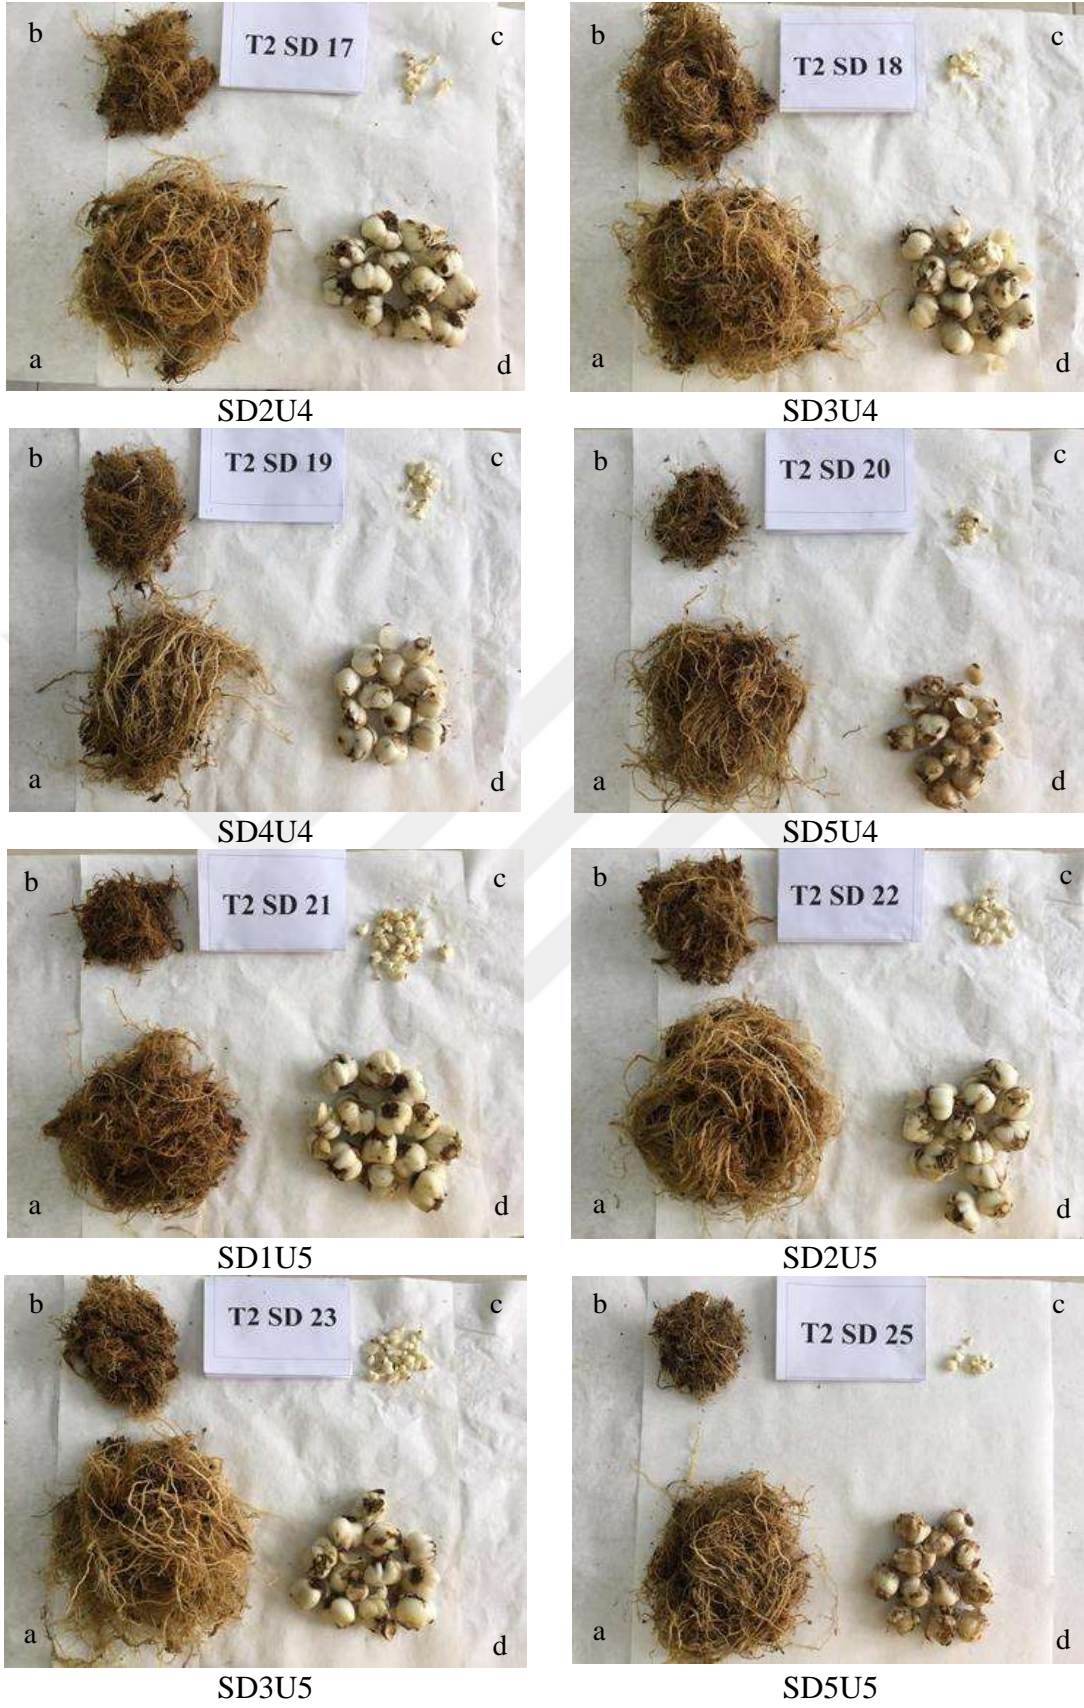 b T2 SD 17 c
a d
SD2U4
b T2 SD 18 c
a d
SD3U4
b T2 SD 19 c
a d
SD4U4
b T2 SD 20 c
a d
SD5U4
b T2 SD 21 c
a d
SD1U5
b T2 SD 22 c
a d
SD2U5
b T2 SD 23 c
a d
SD3U5
b T2 SD 25 c
a d
SD5U5